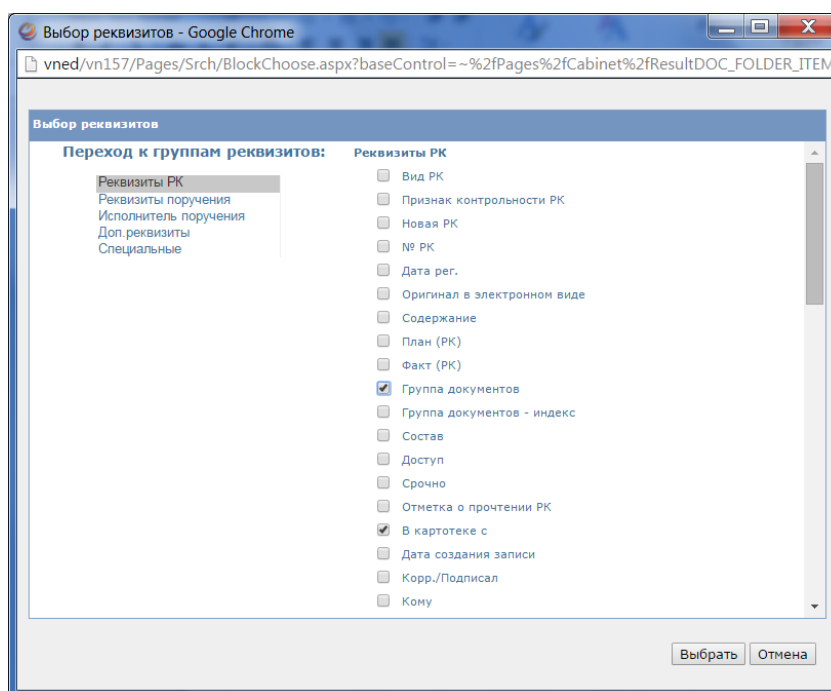 Выбор реквизитов - Google Chrome
vned/vn157/Pages/Srch/BlockChoose.aspx?baseControl=~%2fPages%2fCabinet%2fResultDOC_FOLDER_ITEM
Выбор реквизитов
Переход к группам реквизитов:
Реквизиты РК
Реквизиты поручения
Исполнитель поручения
Доп.реквизиты
Специальные
Реквизиты РК
Вид РК
Признак контрольности РК
Новая РК
№ РК
Дата рег.
Оригинал в электронном виде
Содержание
План (РК)
Факт (РК)
Группа документов
Группа документов - индекс
Состав
Доступ
Срочно
Отметка о прочтении РК
В картотеке с
Дата создания записи
Корр./Подписал
Кому
Выбрать
Отмена